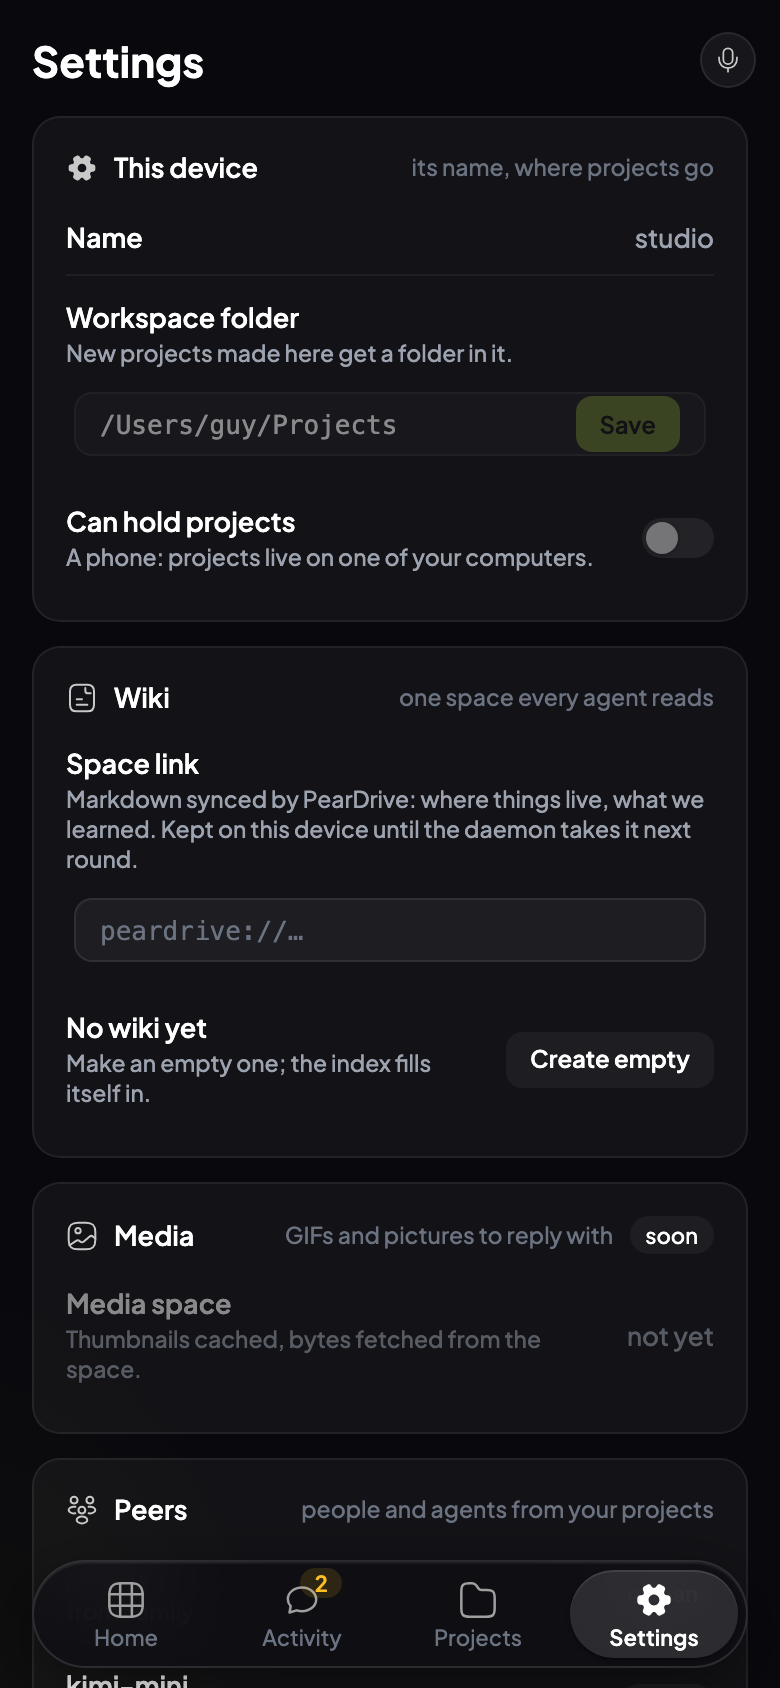 Settings
This device
its name, where projects go
Name
studio
Workspace folder
New projects made here get a folder in it.
/Users/guy/Projects
Save
Can hold projects
A phone: projects live on one of your computers.
Wiki
one space every agent reads
Space link
Markdown synced by PearDrive: where things live, what we
learned. Kept on this device until the daemon takes it next
round.
peardrive://…
No wiki yet
Make an empty one; the index fills
itself in.
Create empty
Media
GIFs and pictures to reply with
soon
Media space
Thumbnails cached, bytes fetched from the
space.
not yet
Peers
people and agents from your projects
2
Home
Activity
Projects
Settings
kimi-mini